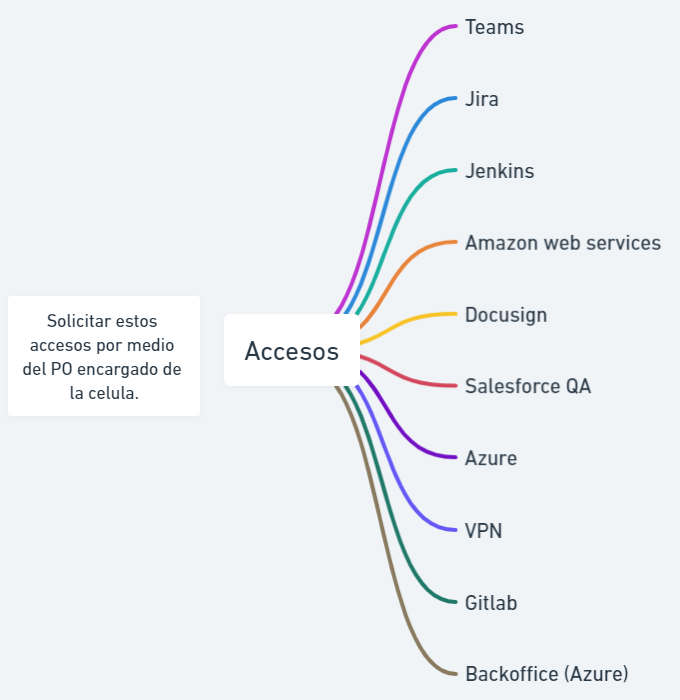 Solicitar estos
accesos por medio
del PO encargado de
la celula.
Accesos
Teams
Jira
Jenkins
Amazon web services
Docusign
Salesforce QA
Azure
VPN
Gitlab
Backoffice (Azure)